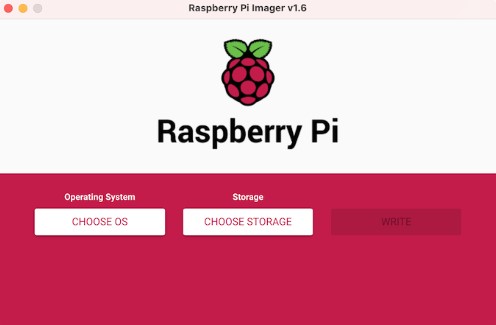 Raspberry Pi Imager v1.6
Raspberry Pi
Operating System
Storage
CHOOSE OS
CHOOSE STORAGE
WRITE